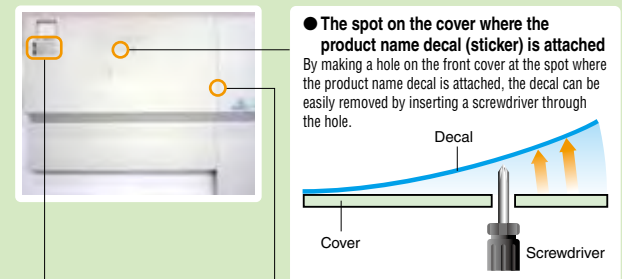 ● The spot on the cover where the
product name decal (sticker) is attached
By making a hole on the front cover at the spot where
the product name decal is attached, the decal can be
easily removed by inserting a screwdriver through
the hole.
Decal
Cover
Screwdriver